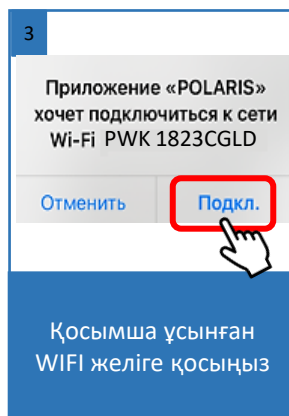 3
Приложение «POLARIS»
хочет подключиться к сети
Wi-Fi PWK 1823CGLD
Отменить Подкл.
Қосымша ұсынған
WIFI желіге қосыңыз